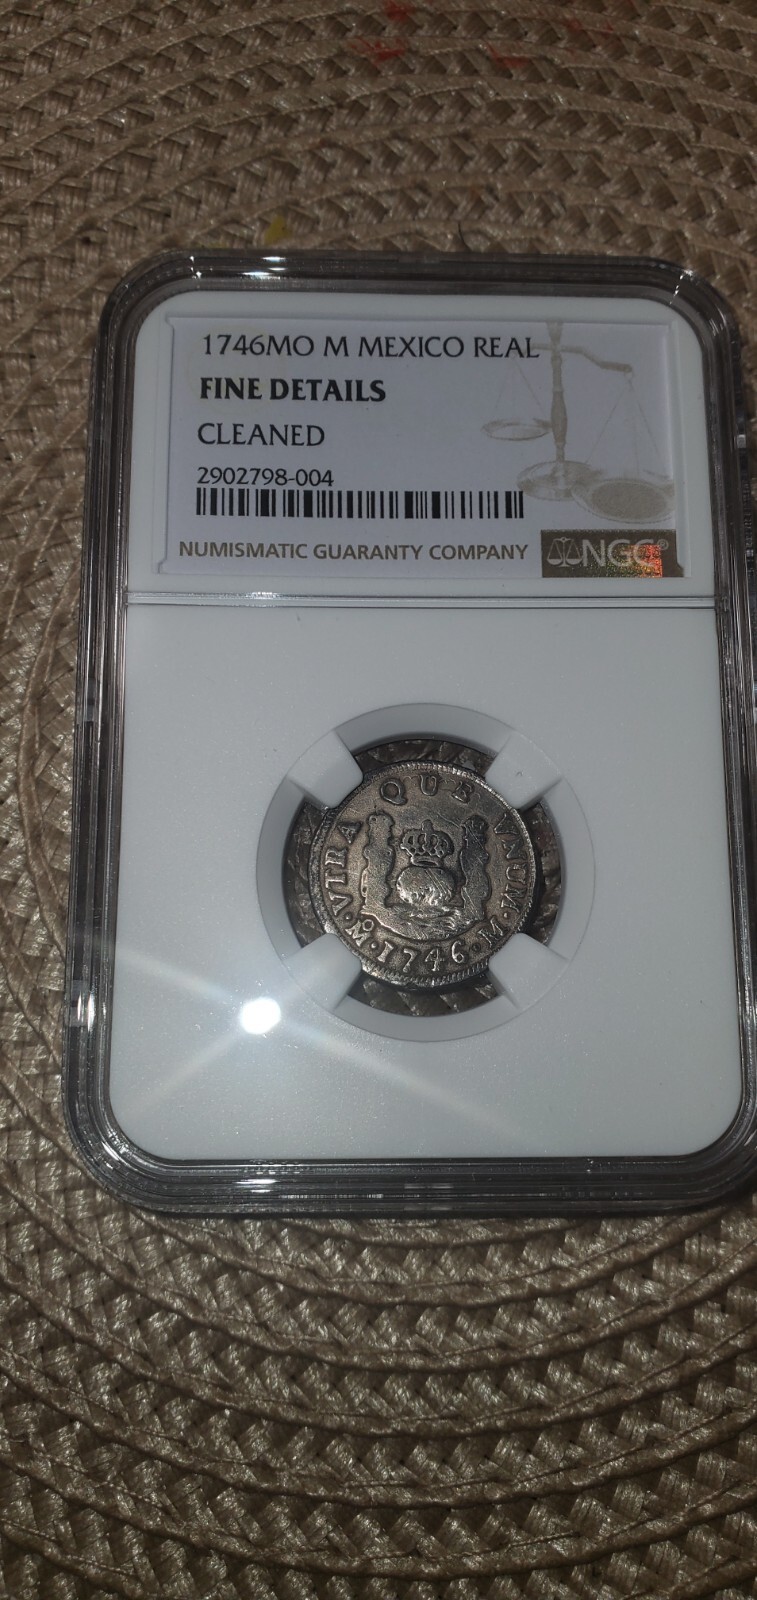 1746MO M MEXICO REAL
FINE DETAILS
CLEANED
2902798-004
NUMISMATIC GUARANTY COMPANY
NGC®
VTRA QUE VNUM
M 1746 M